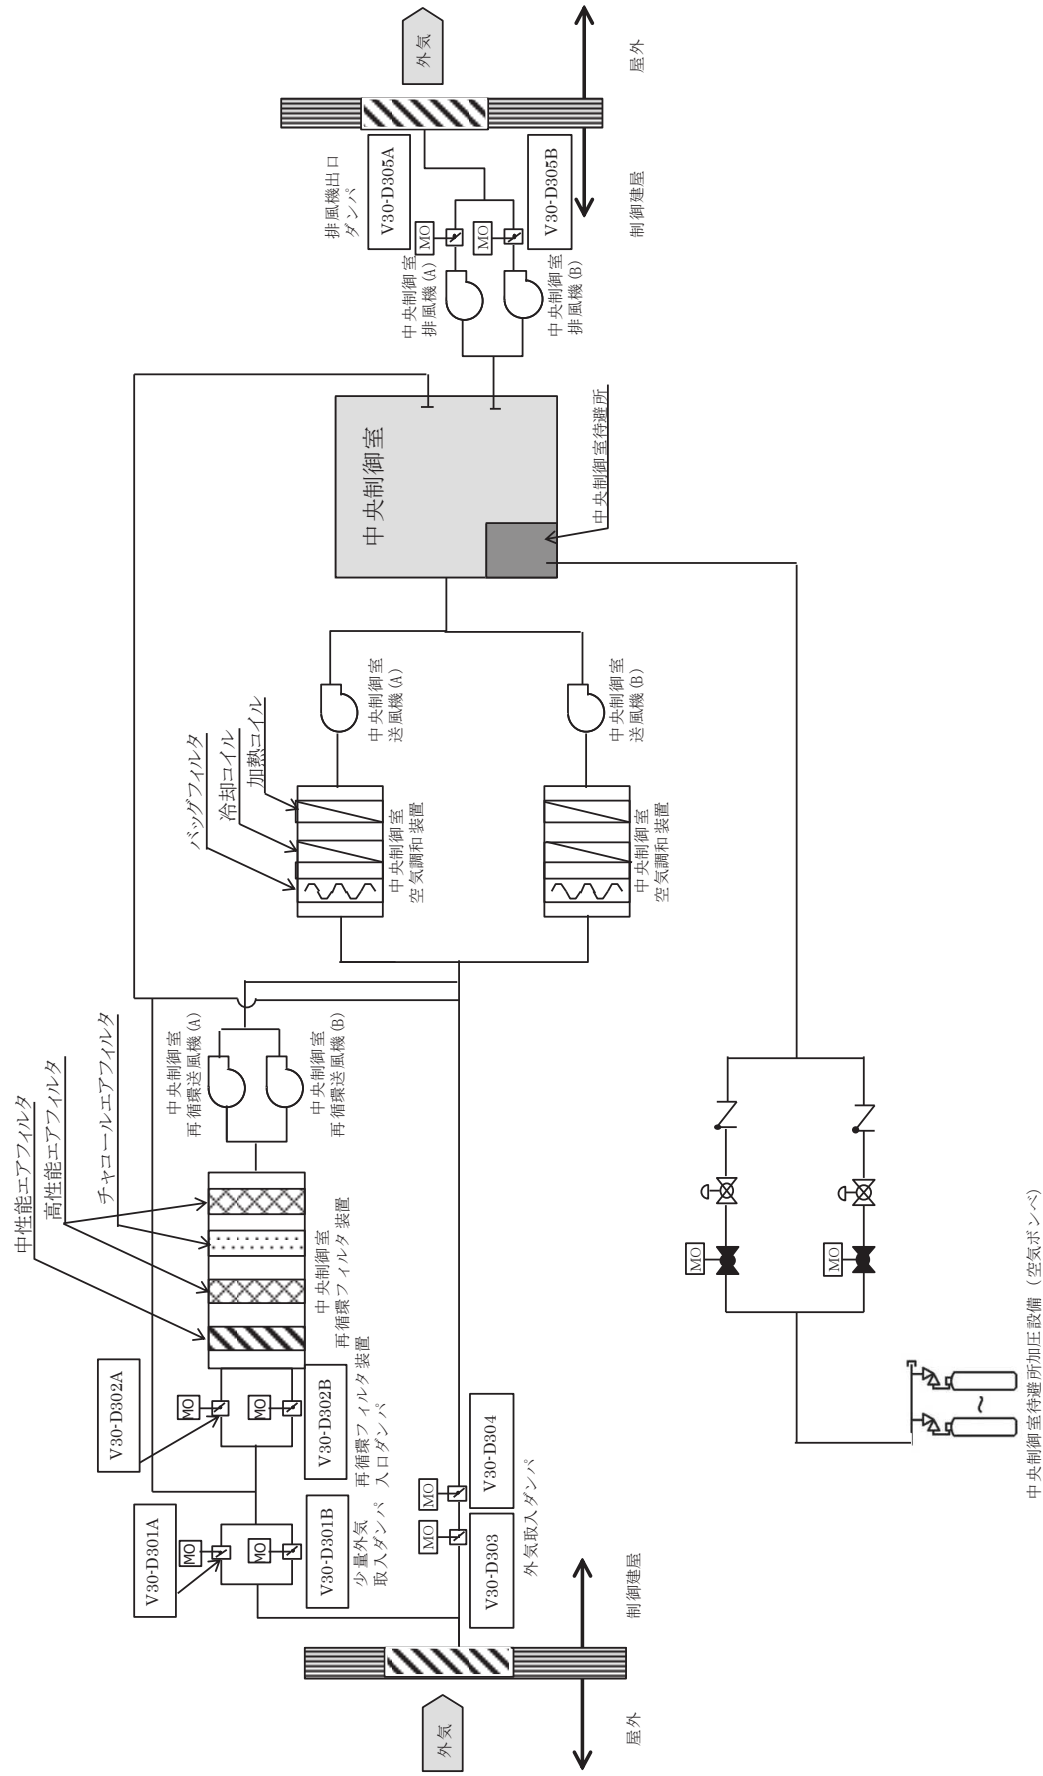 外気
屋外
制御建屋
V30-D301A
MO
MO
V30-D301B
少量外気
取入ダンパ
V30-D302A
MO
MO
V30-D302B
再循環フィルタ装置
入口ダンパ
MO
V30-D303
MO
V30-D304
外気取入ダンパ
中性能エアフィルタ
高性能エアフィルタ
チャコールエアフィルタ
中央制御室
再循環フィルタ装置
中央制御室
再循環送風機(A)
中央制御室
再循環送風機(B)
バッグフィルタ
冷却コイル
加熱コイル
中央制御室
空気調和装置
中央制御室
空気調和装置
中央制御室
送風機(A)
中央制御室
送風機(B)
中央制御室
中央制御室待避所
中央制御室
排風機(A)
中央制御室
排風機(B)
MO
MO
排風機出口
ダンパ
V30-D305A
V30-D305B
外気
屋外
制御建屋
MO
MO
中央制御室待避所加圧設備(空気ボンベ)